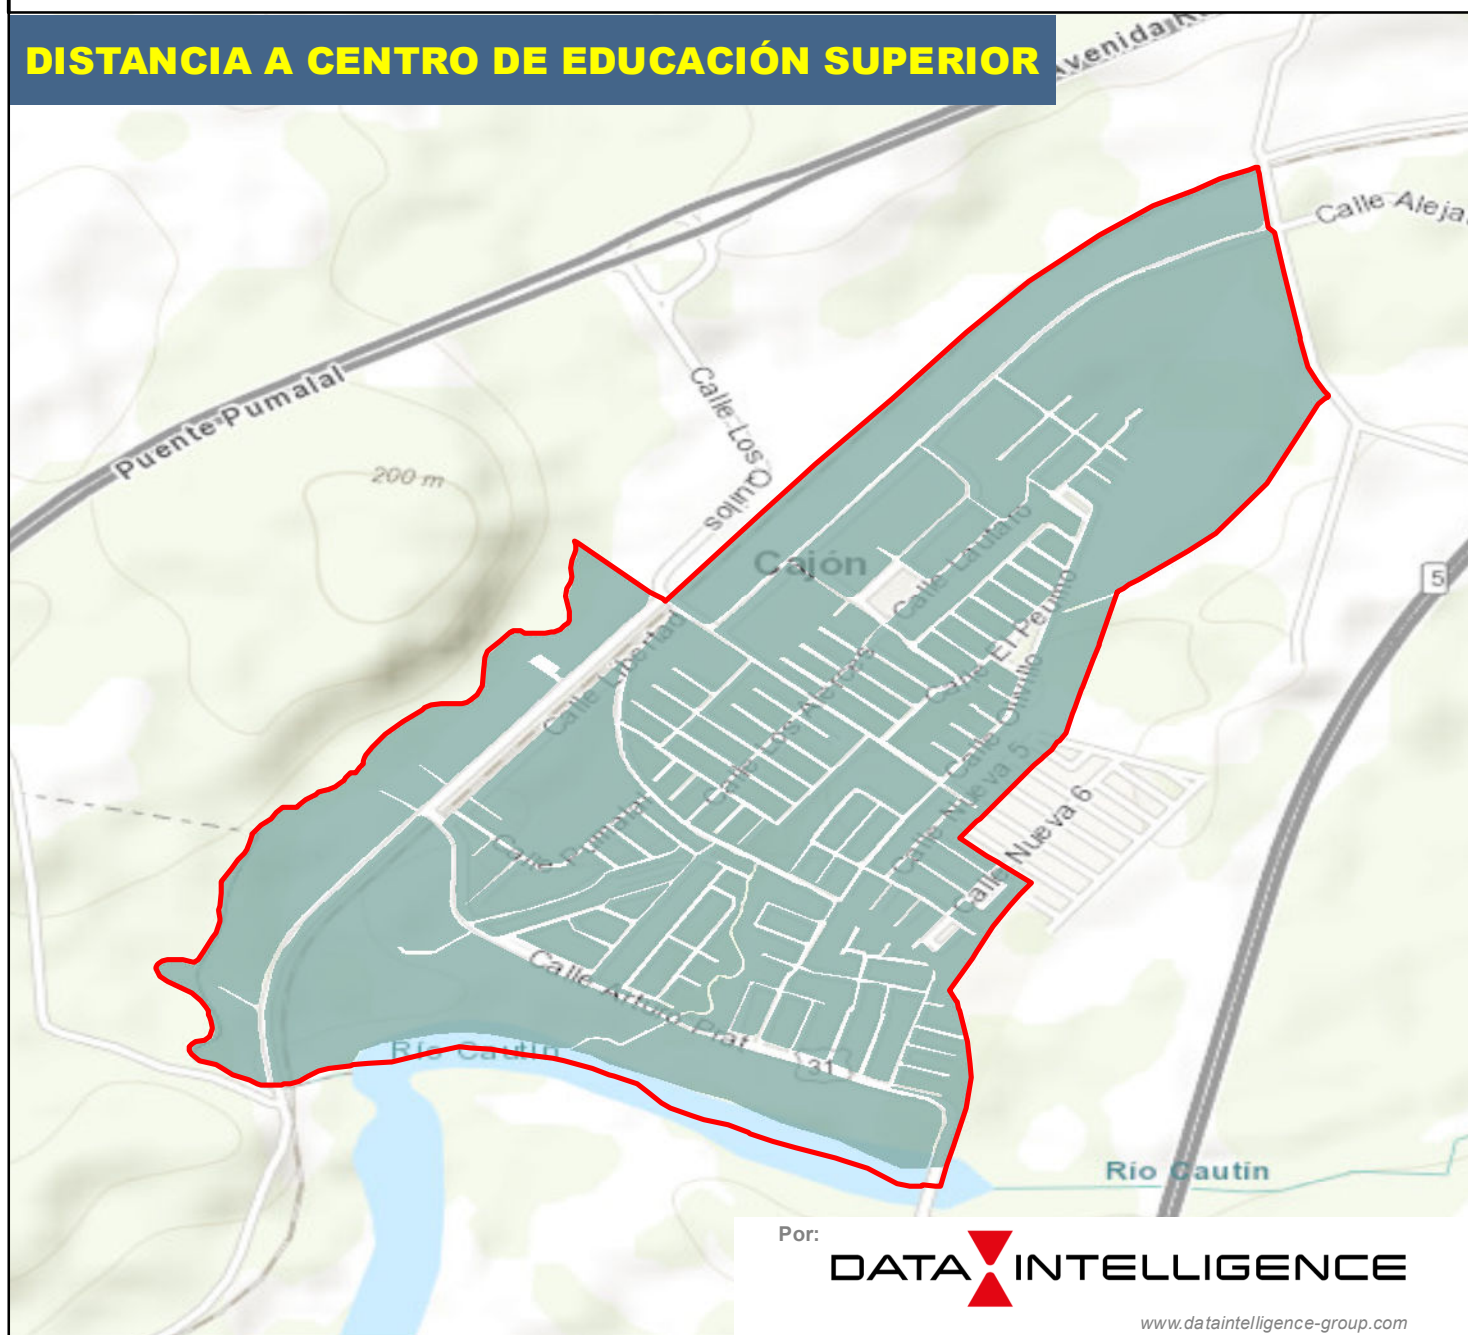 DISTANCIA A CENTRO DE EDUCACIÓN SUPERIOR
Avenida
Calle Aleja
Puente Pumalal
Calle Los Quilos
200 m
Cajón
Calle Lautaro
5
Calle El Peumo
Calle Libertad
Calle Los Alerces
Calle Olivillo
Calle Nueva 5
Calle Nueva 6
Calle Pumalal
Calle Arturo Prat
31
Río Cautín
Río Cautín
Por:
DATA INTELLIGENCE
www.dataintelligence-group.com